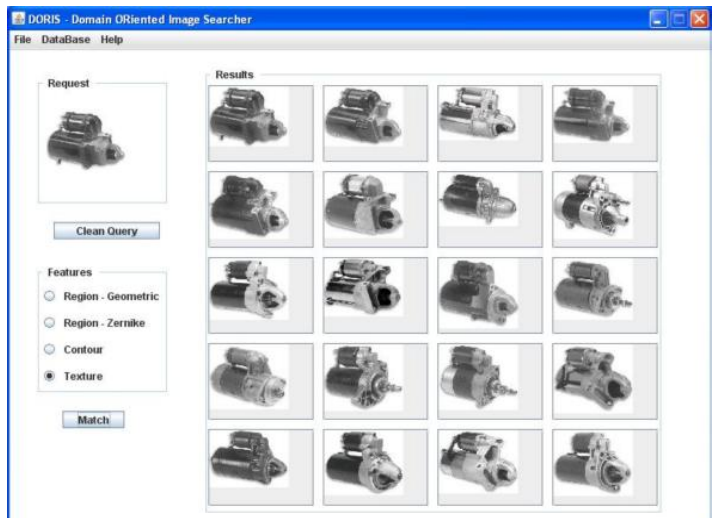 DORIS - Domain ORiented Image Searcher
File DataBase Help
Request
Results
Clean Query
Features
Region - Geometric
Region - Zernike
Contour
Texture
Match